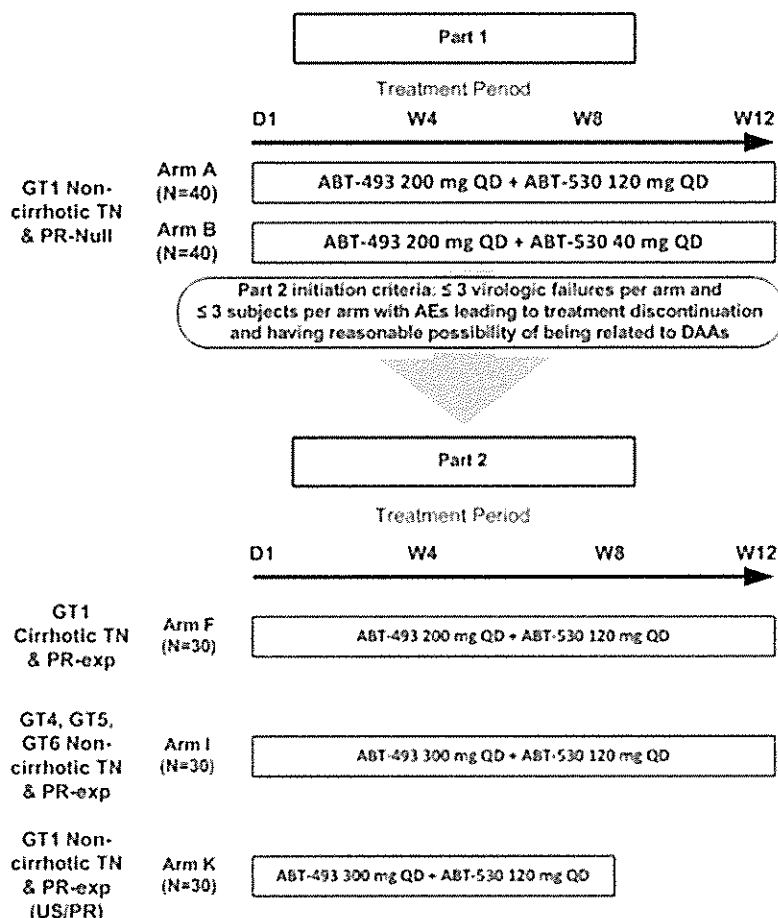 Part 1
Treatment Period
D1 W4 W8 W12
GT1 Non-
cirrhotic TN
& PR-Null
Arm A
(N=40)
ABT-493 200 mg QD + ABT-530 120 mg QD
Arm B
(N=40)
ABT-493 200 mg QD + ABT-530 40 mg QD
Part 2 initiation criteria: ≤ 3 virologic failures per arm and
≤ 3 subjects per arm with AEs leading to treatment discontinuation
and having reasonable possibility of being related to DAAs
Part 2
Treatment Period
D1 W4 W8 W12
GT1
Cirrhotic TN
& PR-exp
Arm F
(N=30)
ABT-493 200 mg QD + ABT-530 120 mg QD
GT4, GT5,
GT6 Non-
cirrhotic TN
& PR-exp
Arm I
(N=30)
ABT-493 300 mg QD + ABT-530 120 mg QD
GT1 Non-
cirrhotic TN
& PR-exp
(US/PR)
Arm K
(N=30)
ABT-493 300 mg QD + ABT-530 120 mg QD